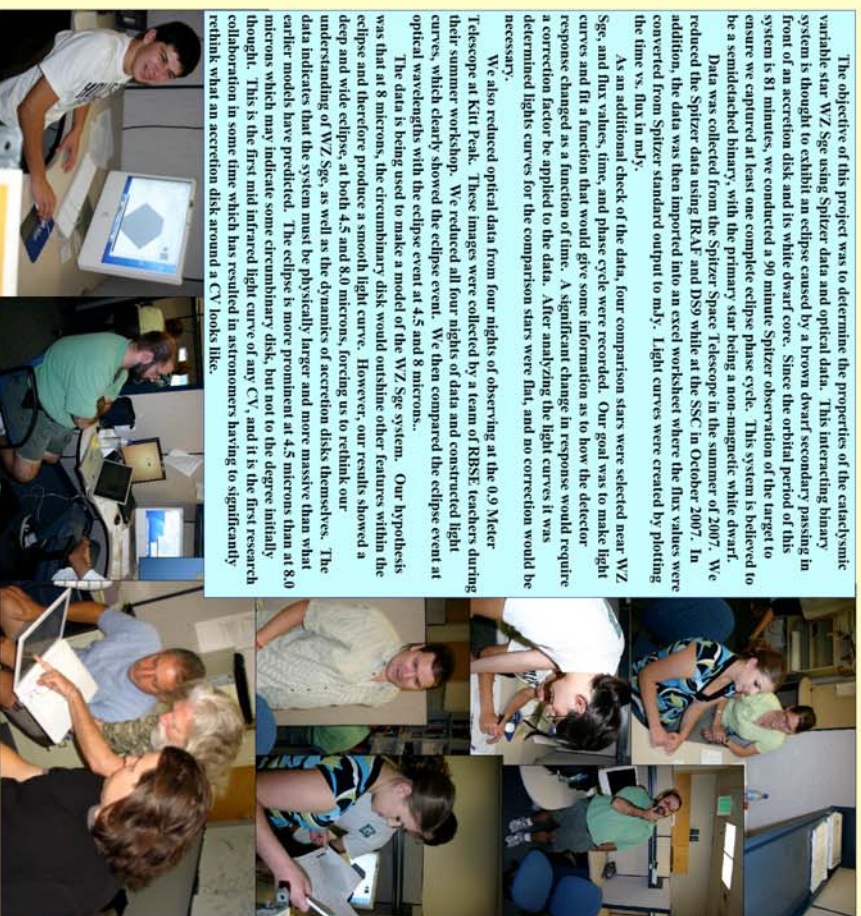 The objective of this project was to determine the properties of the cataclysmic
variable star WZ Sge using Spitzer data and optical data. This interacting binary
system is thought to exhibit an eclipse caused by a brown dwarf secondary passing in
front of an accretion disk and its white dwarf core. Since the orbital period of this
system is 81 minutes, we conducted a 90 minute Spitzer observation of the target to
ensure we captured at least one complete eclipse phase cycle. This system is believed to
be a semidetached binary, with the primary star being a non-magnetic white dwarf.
Data was collected from the Spitzer Space Telescope in the summer of 2007. We
reduced the Spitzer data using IRAF and DS9 while at the SSC in October 2007. In
addition, the data was then imported into an excel worksheet where the flux values were
converted from Spitzer standard output to mJy. Light curves were created by plotting
the time vs. flux in mJy.
As an additional check of the data, four comparison stars were selected near WZ
Sge, and flux values, time, and phase cycle were recorded. Our goal was to make light
curves and fit a function that would give some information as to how the detector
response changed as a function of time. A significant change in response would require
a correction factor be applied to the data. After analyzing the light curves it was
determined lights curves for the comparison stars were flat, and no correction would be
necessary.
We also reduced optical data from four nights of observing at the 0.9 Meter
Telescope at Kitt Peak. These images were collected by a team of RBSE teachers during
their summer workshop. We reduced all four nights of data and constructed light
curves, which clearly showed the eclipse event. We then compared the eclipse event at
optical wavelengths with the eclipse event at 4.5 and 8 microns..
The data is being used to make a model of the WZ Sge system. Our hypothesis
was that at 8 microns, the circumbinary disk would outshine other features within the
eclipse and therefore produce a smooth light curve. However, our results showed a
deep and wide eclipse, at both 4.5 and 8.0 microns, forcing us to rethink our
understanding of WZ Sge, as well as the dynamics of accretion disks themselves. The
data indicates that the system must be physically larger and more massive than what
earlier models have predicted. The eclipse is more prominent at 4.5 microns than at 8.0
microns which may indicate some circumbinary disk, but not to the degree initially
thought. This is the first mid infrared light curve of any CV, and it is the first research
collaboration in some time which has resulted in astronomers having to significantly
rethink what an accretion disk around a CV looks like.